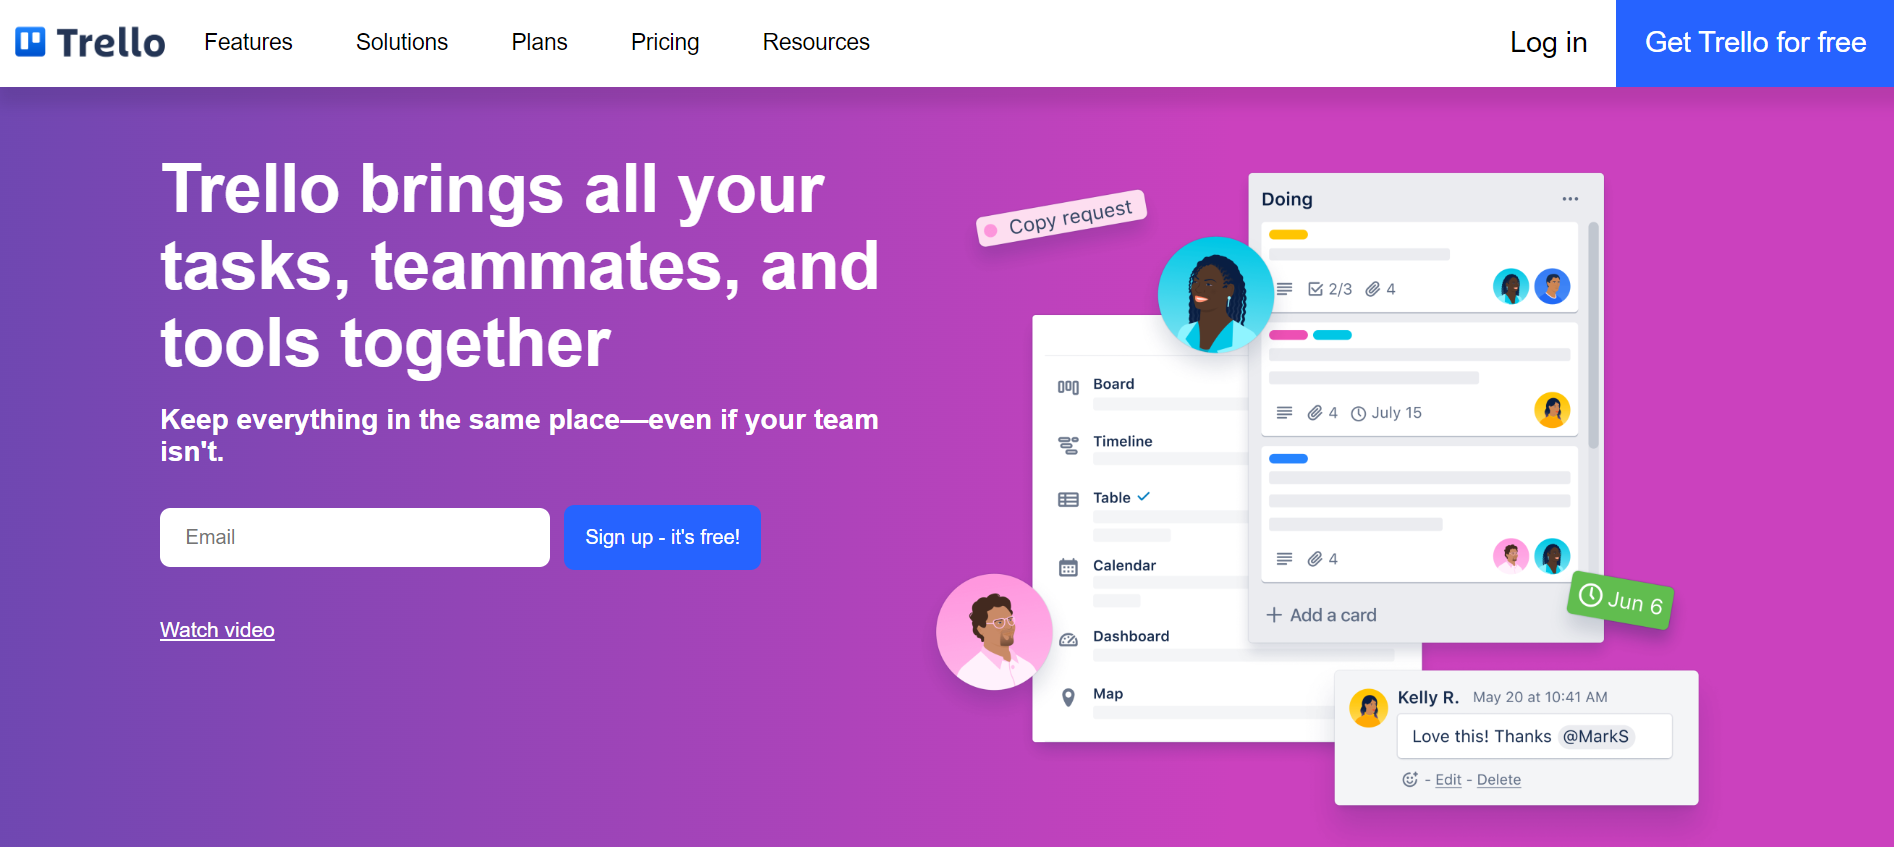 Trello
Features
Solutions
Plans
Pricing
Resources
Log in
Get Trello for free
Trello brings all your
tasks, teammates, and
tools together
Keep everything in the same place—even if your team
isn't.
Email
Sign up - it's free!
Watch video
Copy request
Board
Timeline
Table
Calendar
Dashboard
Map
Doing
2/3 4
4 July 15
4
Add a card
Jun 6
Kelly R. May 20 at 10:41 AM
Love this! Thanks @MarkS
- Edit - Delete